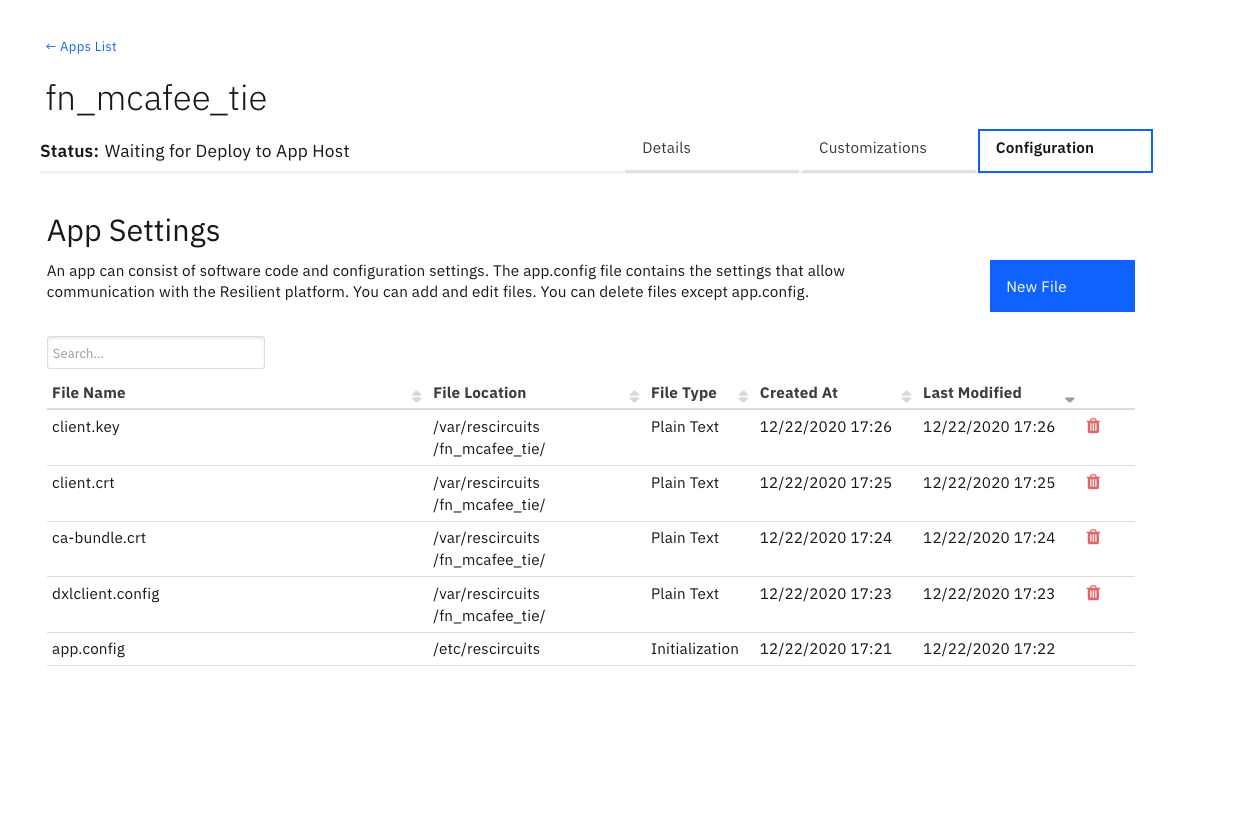 ← Apps List
fn_mcafee_tie
Status: Waiting for Deploy to App Host
Details
Customizations
Configuration
App Settings
An app can consist of software code and configuration settings. The app.config file contains the settings that allow
communication with the Resilient platform. You can add and edit files. You can delete files except app.config.
New File
Search...
File Name File Location File Type Created At Last Modified
client.key /var/rescircuits Plain Text 12/22/2020 17:26 12/22/2020 17:26
/fn_mcafee_tie/
client.crt /var/rescircuits Plain Text 12/22/2020 17:25 12/22/2020 17:25
/fn_mcafee_tie/
ca-bundle.crt /var/rescircuits Plain Text 12/22/2020 17:24 12/22/2020 17:24
/fn_mcafee_tie/
dxlclient.config /var/rescircuits Plain Text 12/22/2020 17:23 12/22/2020 17:23
/fn_mcafee_tie/
app.config /etc/rescircuits Initialization 12/22/2020 17:21 12/22/2020 17:22